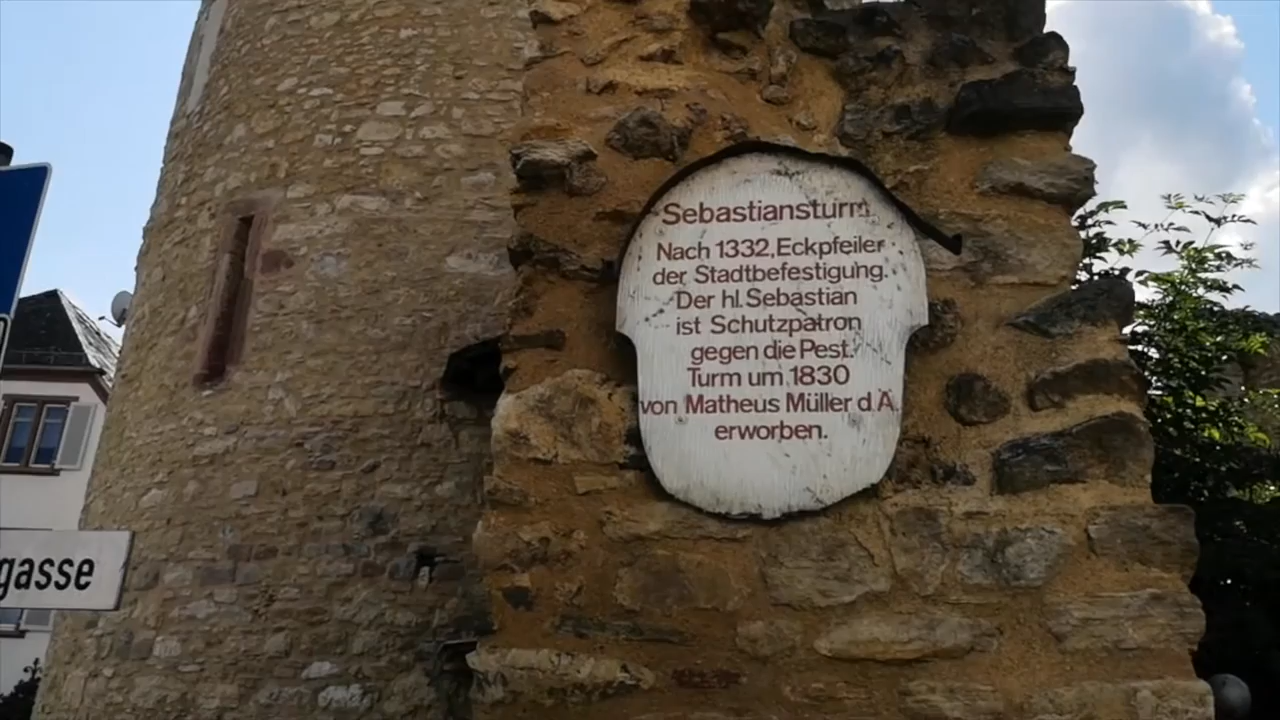 Sebastiansturm
Nach 1332, Eckpfeiler
der Stadtbefestigung.
Der hl. Sebastian
ist Schutzpatron
gegen die Pest.
Turm um 1830
von Matheus Müller d Ä
erworben.
gasse